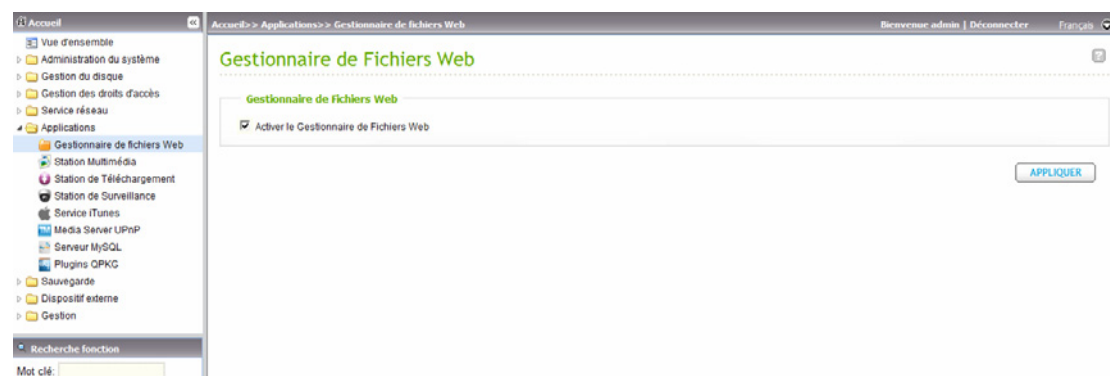 Accueil
Vue d'ensemble
Administration du système
Gestion du disque
Gestion des droits d'accès
Service réseau
Applications
Gestionnaire de fichiers Web
Station Multimédia
Station de Téléchargement
Station de Surveillance
Service iTunes
Media Server UPnP
Serveur MySQL
Plugins QPKG
Sauvegarde
Dispositif externe
Gestion
Recherche fonction
Mot clé:
Accueil>> Applications>> Gestionnaire de fichiers Web
Bienvenue admin | Déconnecter
Français
Gestionnaire de Fichiers Web
Gestionnaire de Fichiers Web
Activer le Gestionnaire de Fichiers Web
APPLIQUER